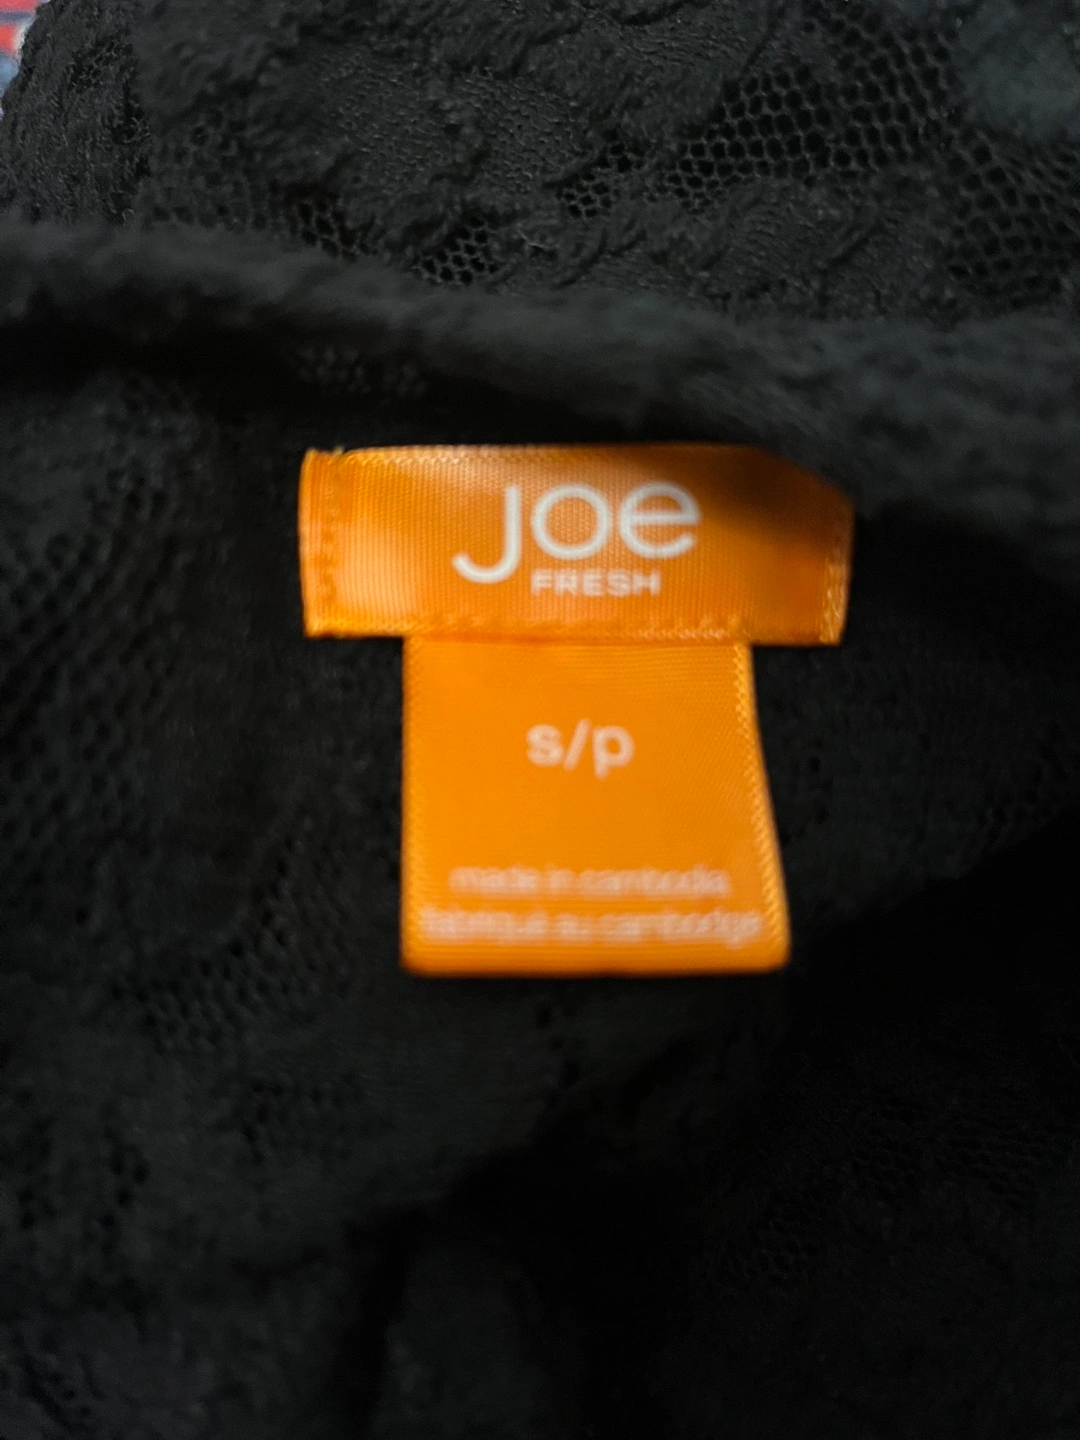 joe
FRESH
s/p
made in cambodia
fabriqué au cambodge